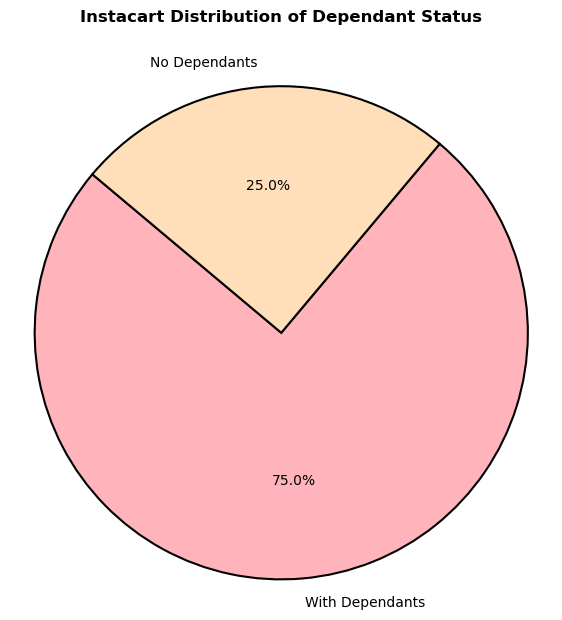 Instacart Distribution of Dependant Status
No Dependants
25.0%
75.0%
With Dependants